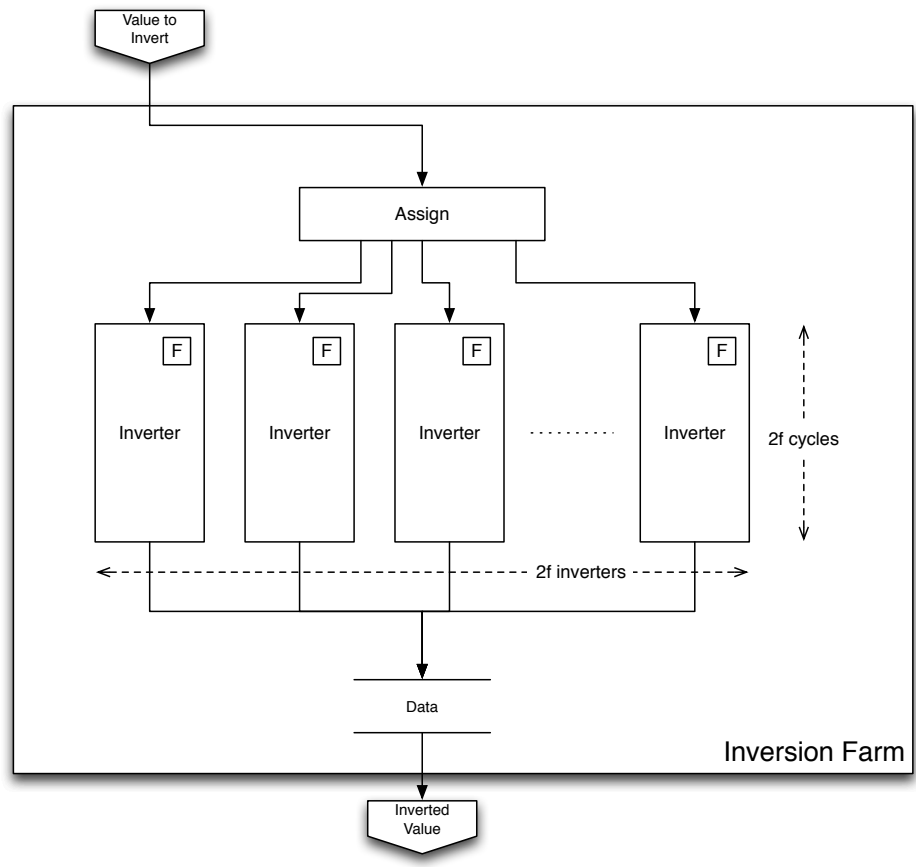 Value to
Invert
Assign
F
F
F
F
Inverter
Inverter
Inverter
Inverter
2f cycles
2f inverters
Data
Inversion Farm
Inverted
Value